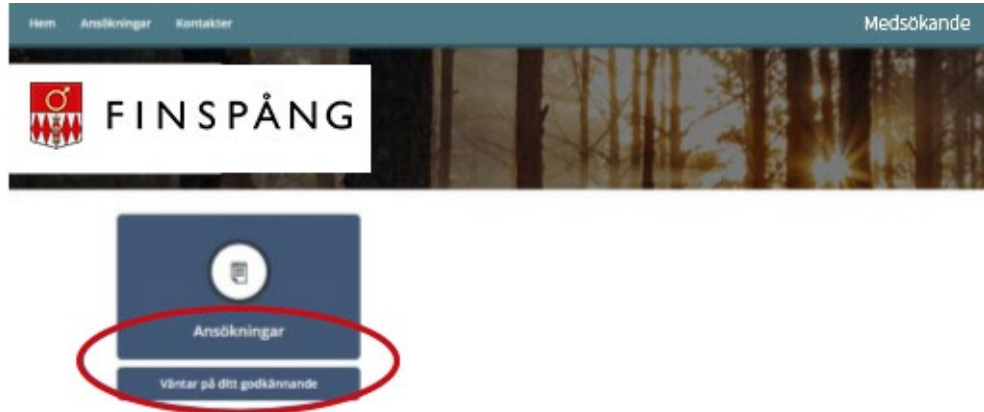 Hem Ansökningar Kontakter Medsökande
FINSPÅNG
Ansökningar
Väntar på ditt godkännande